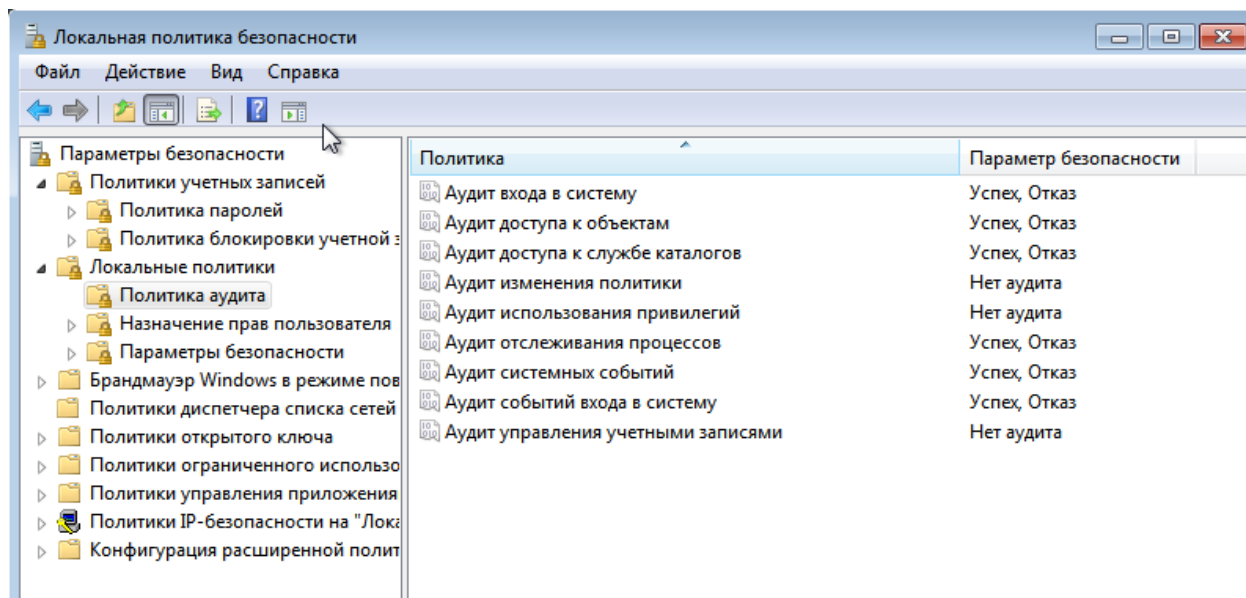 Локальная политика безопасности
Файл Действие Вид Справка
Параметры безопасности
Политики учетных записей
Политика паролей
Политика блокировки учетной з
Локальные политики
Политика аудита
Назначение прав пользователя
Параметры безопасности
Брандмауэр Windows в режиме пов
Политики диспетчера списка сетей
Политики открытого ключа
Политики ограниченного использо
Политики управления приложения
Политики IP-безопасности на "Лока
Конфигурация расширенной полит
Политика Параметр безопасности
Аудит входа в систему Успех, Отказ
Аудит доступа к объектам Успех, Отказ
Аудит доступа к службе каталогов Успех, Отказ
Аудит изменения политики Нет аудита
Аудит использования привилегий Нет аудита
Аудит отслеживания процессов Успех, Отказ
Аудит системных событий Успех, Отказ
Аудит событий входа в систему Успех, Отказ
Аудит управления учетными записями Нет аудита